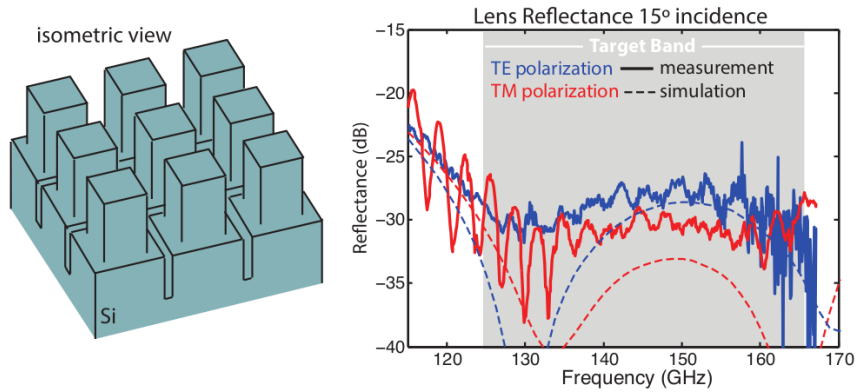 isometric view
Si
Lens Reflectance 15º incidence
Target Band
TE polarization measurement
TM polarization simulation
Reflectance (dB)
−15
−20
−25
−30
−35
−40
120 130 140 150 160 170
Frequency (GHz)